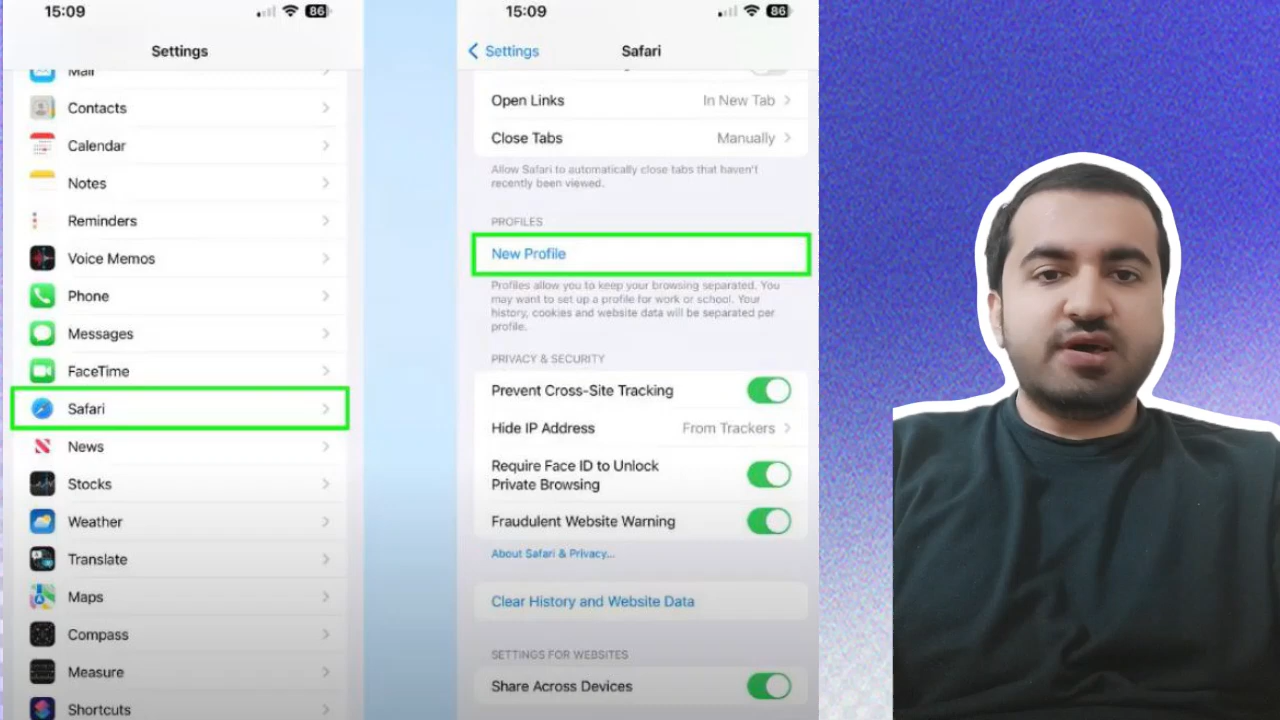 15:09
86
Settings
Mail
Contacts
Calendar
Notes
Reminders
Voice Memos
Phone
Messages
FaceTime
Safari
News
Stocks
Weather
Translate
Maps
Compass
Measure
Shortcuts
15:09
86
Settings
Safari
Open Links
In New Tab
Close Tabs
Manually
Allow Safari to automatically close tabs that haven't
recently been viewed.
PROFILES
New Profile
Profiles allow you to keep your browsing separated. You
may want to set up a profile for work or school. Your
history, cookies and website data will be separated per
profile.
PRIVACY & SECURITY
Prevent Cross-Site Tracking
Hide IP Address
From Trackers
Require Face ID to Unlock
Private Browsing
Fraudulent Website Warning
About Safari & Privacy...
Clear History and Website Data
SETTINGS FOR WEBSITES
Share Across Devices